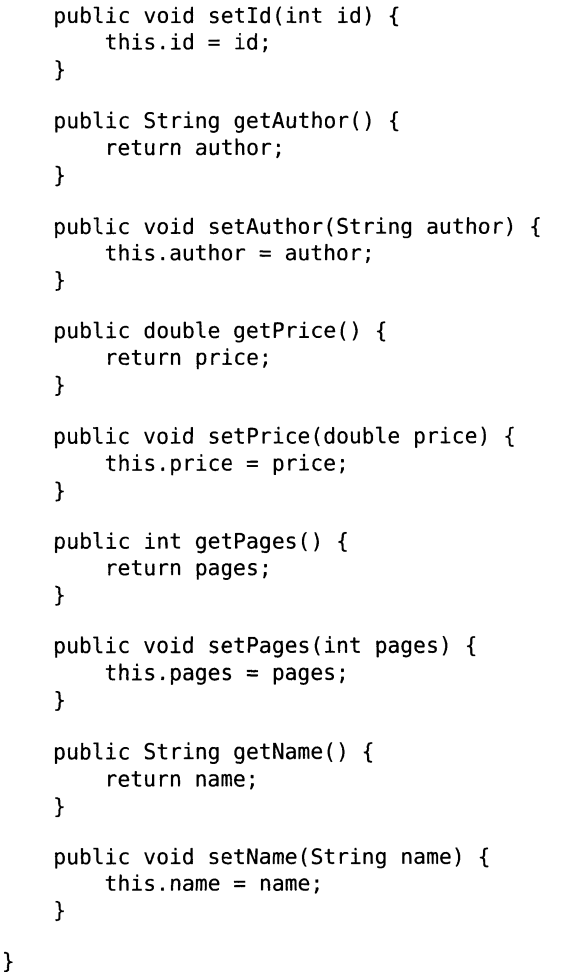 public void setId(int id) {
        this.id = id;
    }

    public String getAuthor() {
        return author;
    }

    public void setAuthor(String author) {
        this.author = author;
    }

    public double getPrice() {
        return price;
    }

    public void setPrice(double price) {
        this.price = price;
    }

    public int getPages() {
        return pages;
    }

    public void setPages(int pages) {
        this.pages = pages;
    }

    public String getName() {
        return name;
    }

    public void setName(String name) {
        this.name = name;
    }

}